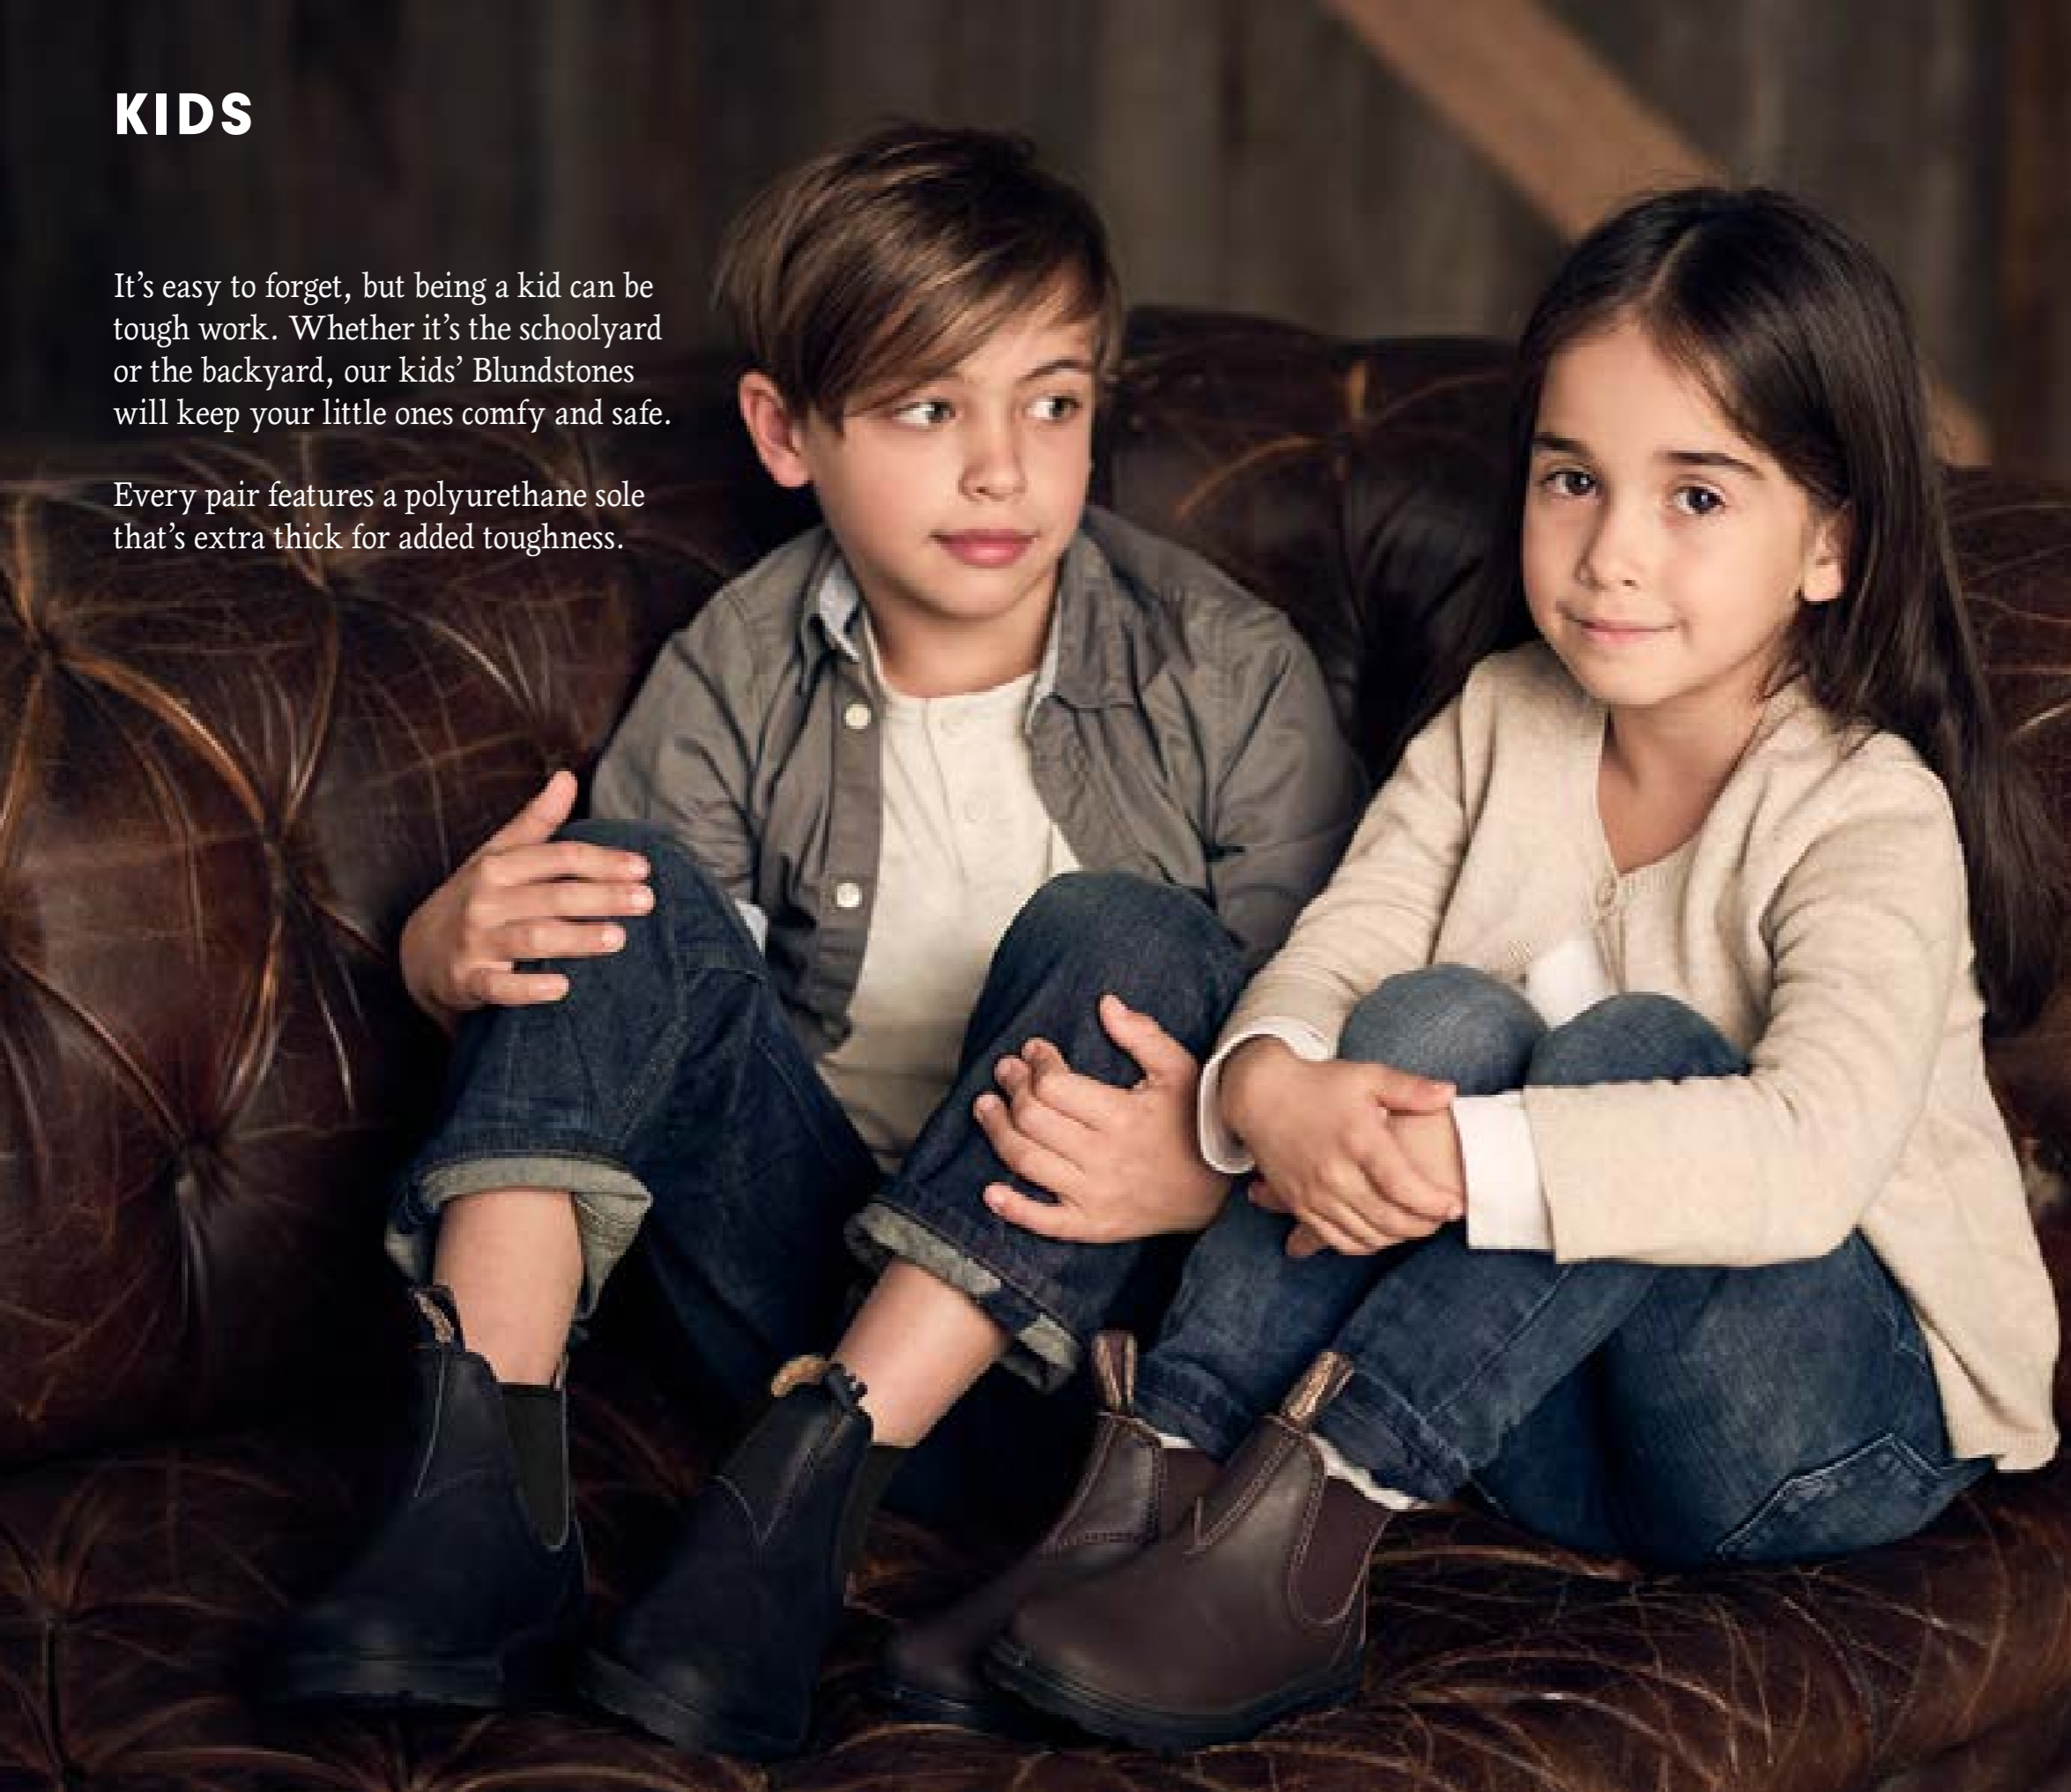 KIDS
It’s easy to forget, but being a kid can be
tough work. Whether it’s the schoolyard
or the backyard, our kids’ Blundstones
will keep your little ones comfy and safe.
Every pair features a polyurethane sole
that’s extra thick for added toughness.